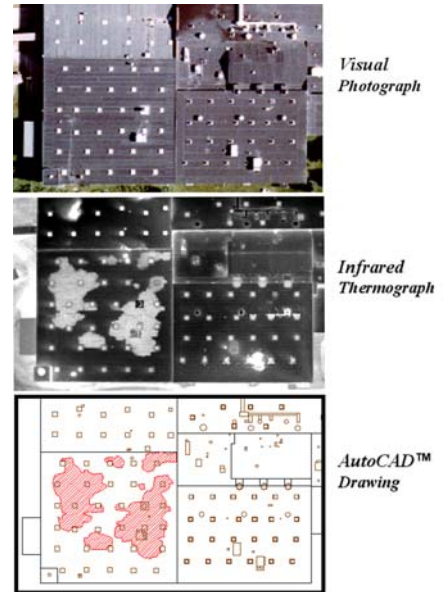 Visual
Photograph
Infrared
Thermograph
AutoCAD™
Drawing